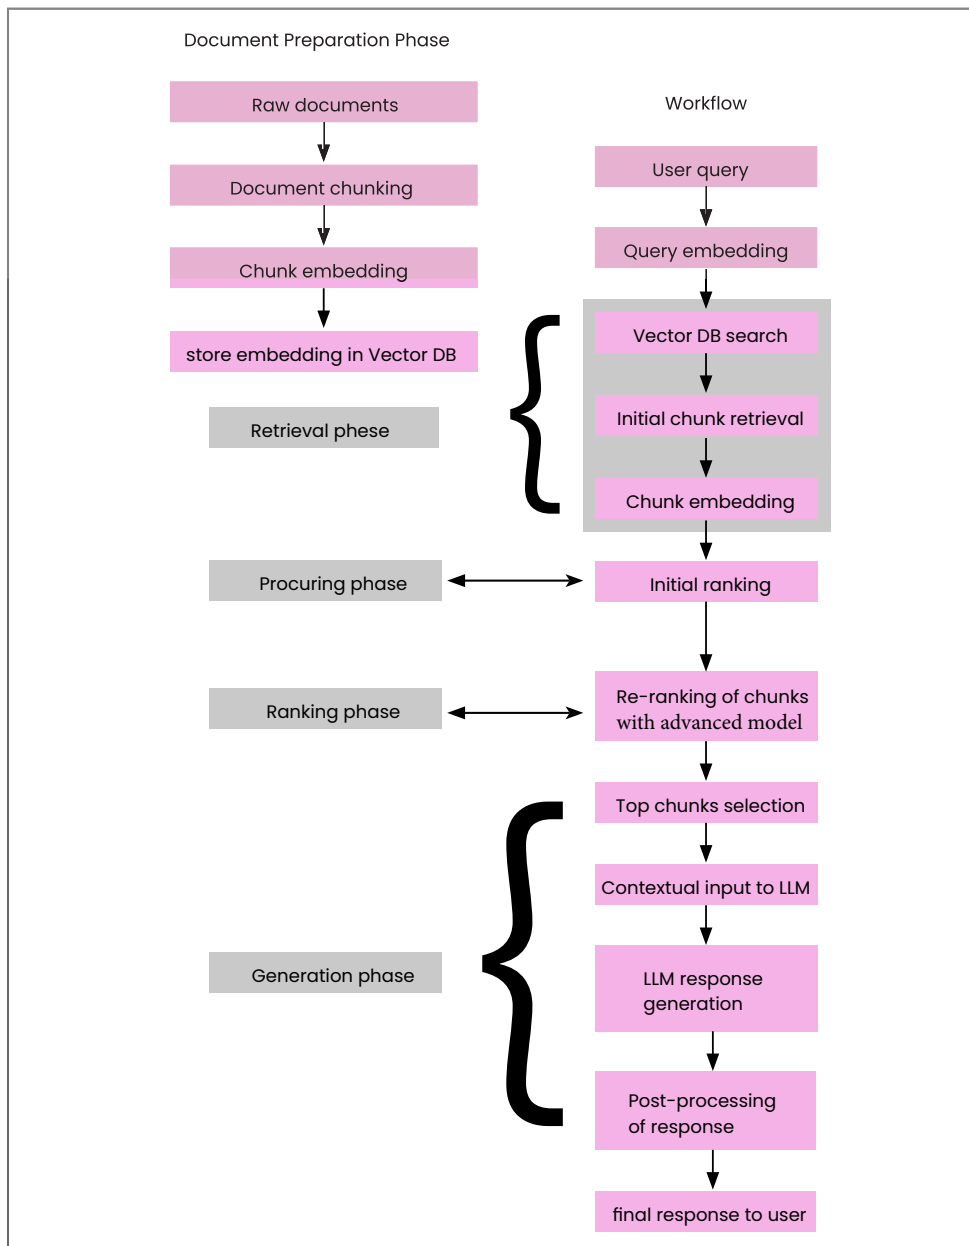 Document Preparation Phase
Raw documents
Document chunking
Chunk embedding
store embedding in Vector DB
Workflow
User query
Query embedding
Vector DB search
Initial chunk retrieval
Chunk embedding
Retrieval phese
Procuring phase
Initial ranking
Ranking phase
Re-ranking of chunks
with advanced model
Top chunks selection
Contextual input to LLM
Generation phase
LLM response
generation
Post-processing
of response
final response to user